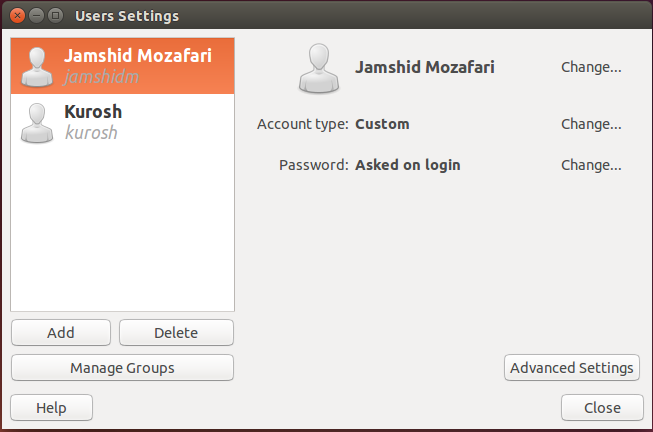 Users Settings
Jamshid Mozafari
jamshidm
Kurosh
kurosh
Add
Delete
Manage Groups
Help
Jamshid Mozafari Change...
Account type: Custom Change...
Password: Asked on login Change...
Advanced Settings
Close